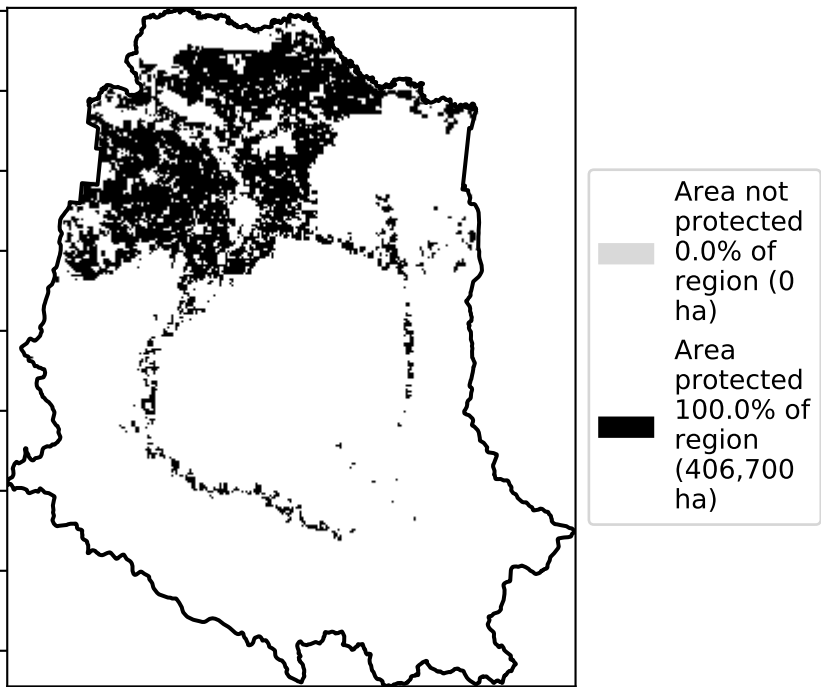 Area not
protected
0.0% of
region (0
ha)
Area
protected
100.0% of
region
(406,700
ha)